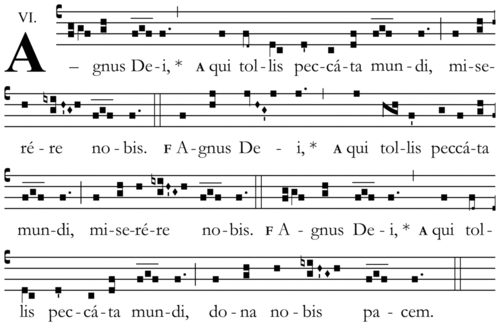 VI.
A - gnus De - i, * A qui tol - lis pec - cá - ta mun - di, mi - se-
ré - re no - bis. F A - gnus De - i, * A qui tol - lis peccá - ta
mun - di, mi - se - ré - re no - bis. F A - gnus De - i, * A qui tol -
lis pec - cá - ta mun - di, do - na no - bis pa - cem.